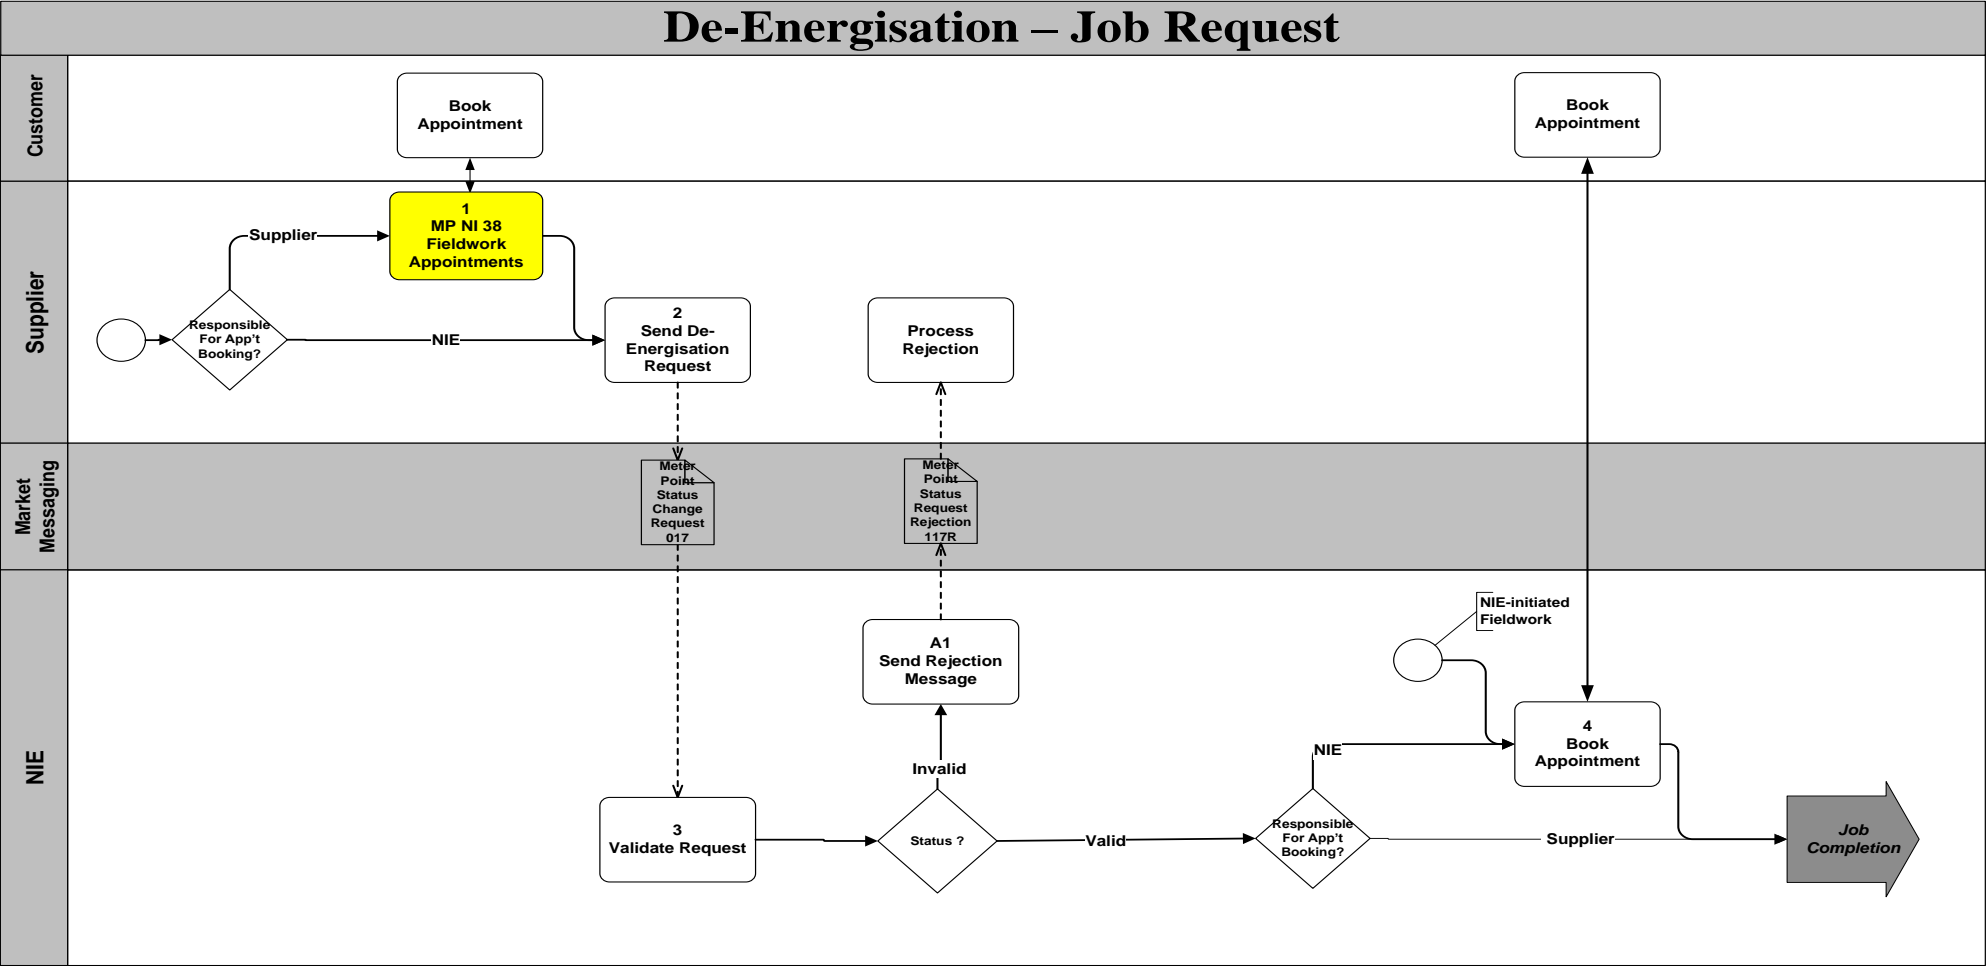 De-Energisation – Job Request
Customer
Book
Appointment
Book
Appointment
Supplier
1
MP NI 38
Fieldwork
Appointments
Supplier
Responsible
For App't
Booking?
NIE
2
Send De-
Energisation
Request
Process
Rejection
Market
Messaging
Meter
Point
Status
Change
Request
017
Meter
Point
Status
Request
Rejection
117R
NIE
NIE-initiated
Fieldwork
A1
Send Rejection
Message
4
Book
Appointment
NIE
Invalid
3
Validate Request
Status ?
Valid
Responsible
For App't
Booking?
Supplier
Job
Completion